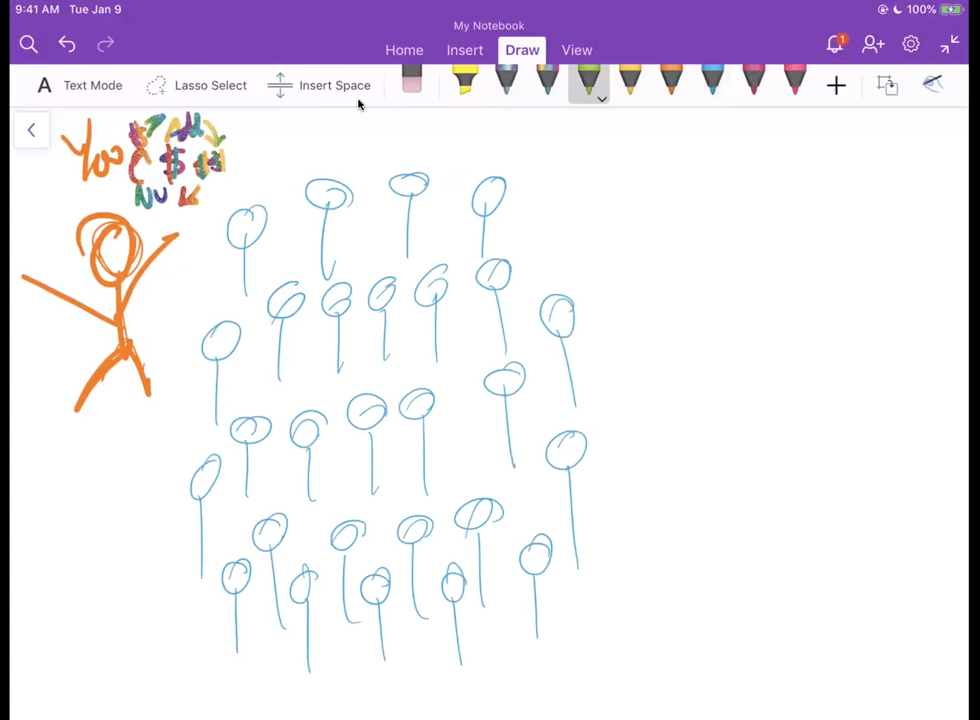 9:41 AM Tue Jan 9
100%
My Notebook
Home Insert Draw View
1
A Text Mode Lasso Select Insert Space
You
$